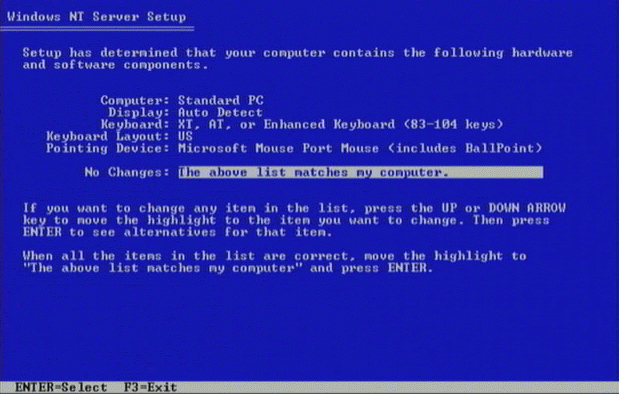 Windows NT Server Setup
Setup has determined that your computer contains the following hardware
and software components.
Computer: Standard PC
Display: Auto Detect
Keyboard: XT, AT, or Enhanced Keyboard (83-104 keys)
Keyboard Layout: US
Pointing Device: Microsoft Mouse Port Mouse (includes BallPoint)
No Changes: The above list matches my computer.
If you want to change any item in the list, press the UP or DOWN ARROW
key to move the highlight to the item you want to change. Then press
ENTER to see alternatives for that item.
When all the items in the list are correct, move the highlight to
"The above list matches my computer" and press ENTER.
ENTER=Select F3=Exit